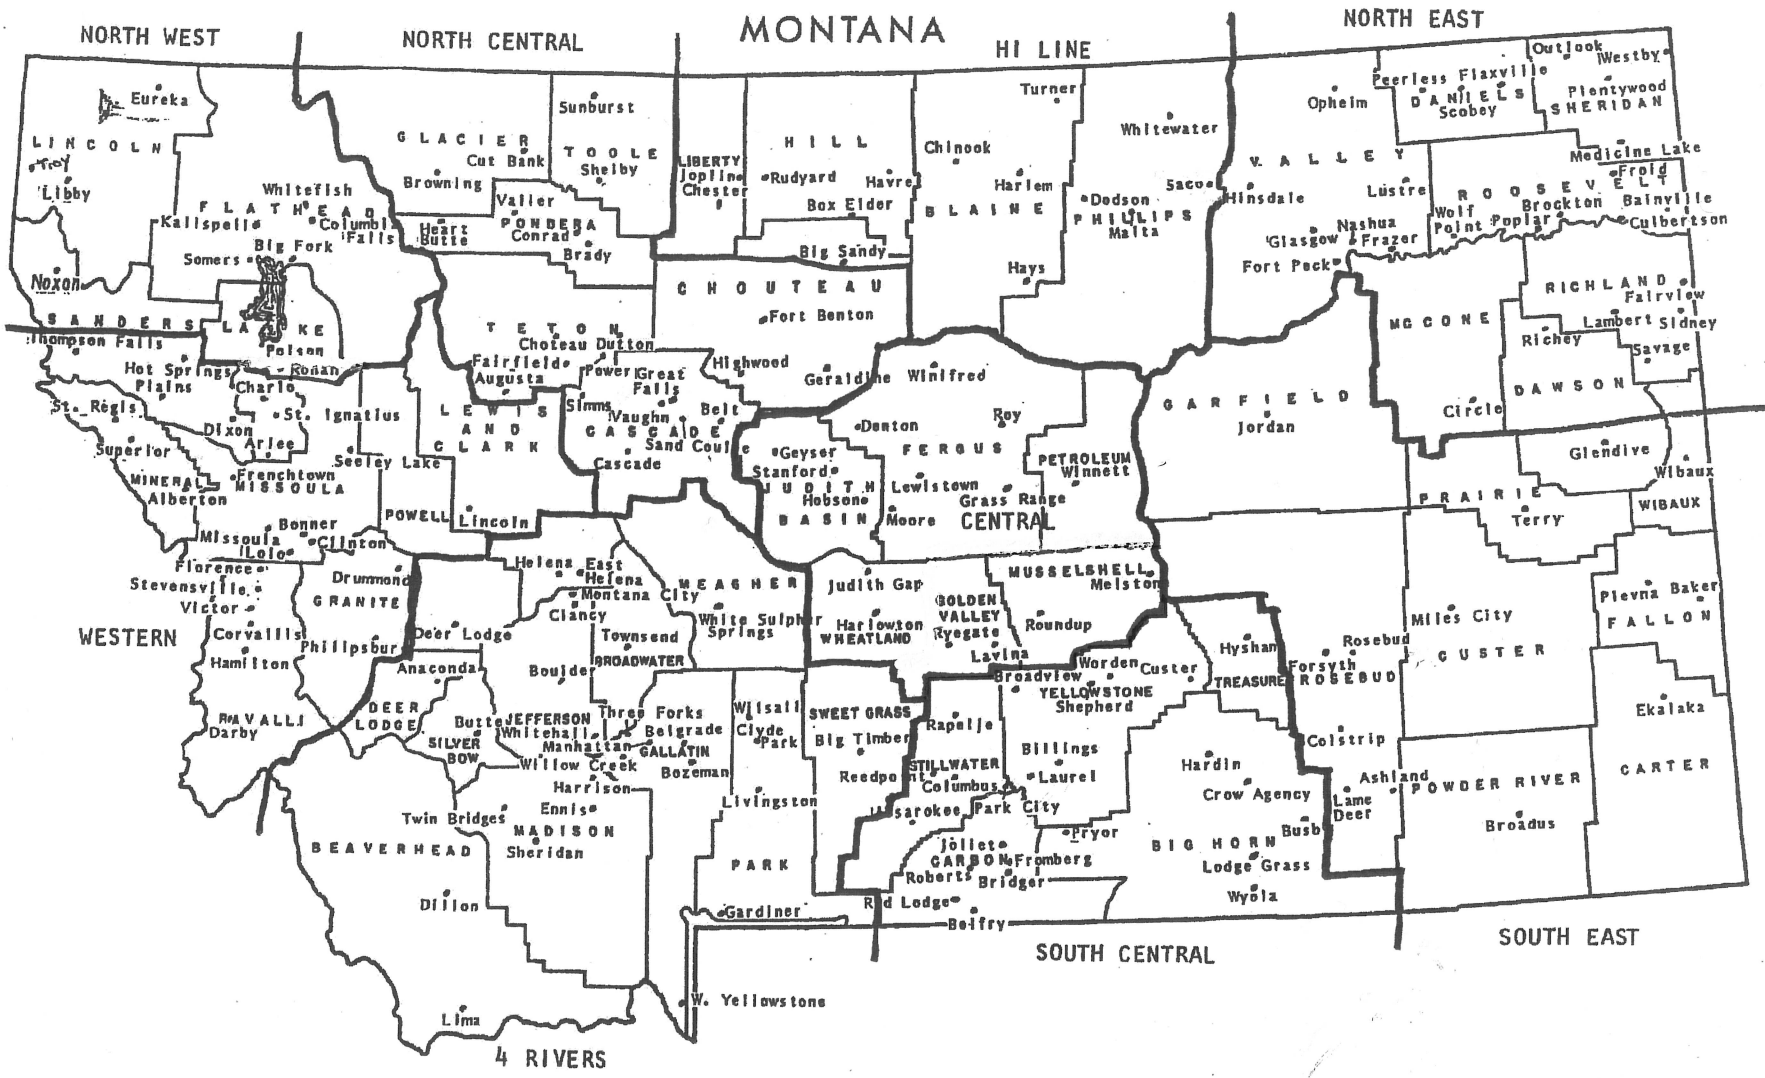 MONTANA
NORTH WEST
NORTH CENTRAL
HI LINE
NORTH EAST
Eureka
LINCOLN
Troy
Libby
Whitefish
FLATHEAD
Kalispell
Columbia
Falls
Big Fork
Somers
Noxon
SANDERS
LAKE
Polson
Thompson Falls
Hot Springs
Ronan
Plains
Charlo
St. Regis
St. Ignatius
Dixon
Arlee
Superior
Seeley Lake
MINERAL
Frenchtown
MISSOULA
Alberton
POWELL
Lincoln
Bonner
Missoula
Clinton
Lolo
Florence
Stevensville
Drummond
GRANITE
Victor
WESTERN
Corvallis
Philipsburg
Hamilton
RAVALLI
Darby
GLACIER
Cut Bank
Browning
Sunburst
TOOLE
Shelby
Valier
PONDERA
Conrad
Heart
Butte
Brady
TETON
Choteau
Dutton
Fairfield
Power
Great
Falls
Augusta
Simms
Vaughn
Belt
LEWIS
AND
CLARK
CASCADE
Sand Coulee
Cascade
LIBERTY
Joplin
Chester
HILL
Rudyard
Havre
Box Elder
Big Sandy
CHOUTEAU
Fort Benton
Highwood
Geraldine
Chinook
Turner
Harlem
BLAINE
Hays
Whitewater
Saco
Dodson
PHILLIPS
Malta
Opheim
VALLEY
Hinsdale
Lustre
Nashua
Glasgow
Frazer
Fort Peck
Peerless
Flaxville
DANIELS
Scobey
Outlook
Westby
Plentywood
SHERIDAN
Medicine Lake
Froid
ROOSEVELT
Wolf
Point
Poplar
Brockton
Bainville
Culbertson
RICHLAND
Fairview
Lambert
Sidney
MCCONE
Richey
Savage
DAWSON
Circle
Glendive
Wibaux
WIBAUX
PRAIRIE
Terry
Winifred
Roy
Denton
FERGUS
Geyser
Stanford
JUDITH
BASIN
Hobson
Lewistown
Grass Range
PETROLEUM
Winnett
Moore
CENTRAL
GARFIELD
Jordan
Judith Gap
MUSSELSHELL
Melstone
GOLDEN
VALLEY
Harlowton
WHEATLAND
Ryegate
Roundup
Lavina
Helena
East
Helena
Montana City
Clancy
MEAGHER
White Sulphur
Springs
Deer Lodge
Townsend
BROADWATER
Anaconda
Boulder
DEER
LODGE
Butte
JEFFERSON
SILVER
BOW
Whitehall
Three Forks
Belgrade
Manhattan
GALLATIN
Willow Creek
Bozeman
Harrison
Twin Bridges
Ennis
MADISON
Sheridan
BEAVERHEAD
Dillon
Lima
Wilsall
Clyde
Park
Livingston
PARK
Gardiner
W. Yellowstone
4 RIVERS
SWEET GRASS
Big Timber
Reedpoint
Rapelje
STILLWATER
Columbus
Absarokee
Park City
Broadview
Worden
Custer
YELLOWSTONE
Shepherd
Billings
Laurel
Joliet
CARBON
Fromberg
Roberts
Bridger
Red Lodge
Belfry
Pryor
Hysham
TREASURE
Hardin
Crow Agency
Busby
BIG HORN
Lodge Grass
Wyola
SOUTH CENTRAL
Rosebud
Forsyth
ROSEBUD
Colstrip
Ashland
Lame
Deer
Miles City
CUSTER
Plevna
Baker
FALLON
Ekalaka
CARTER
POWDER RIVER
Broadus
SOUTH EAST